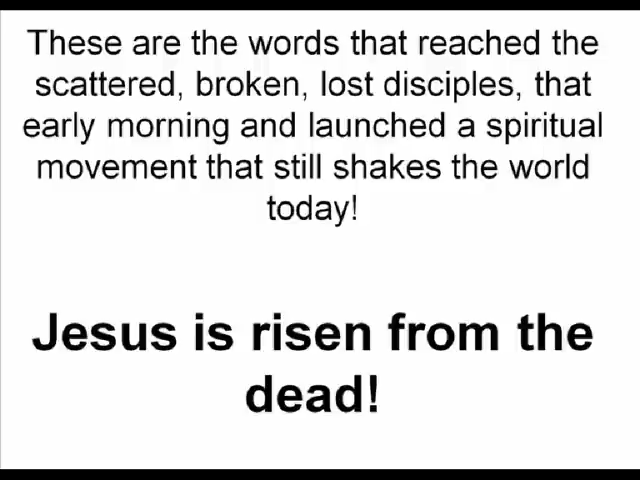 These are the words that reached the
scattered, broken, lost disciples, that
early morning and launched a spiritual
movement that still shakes the world
today!
Jesus is risen from the
dead!